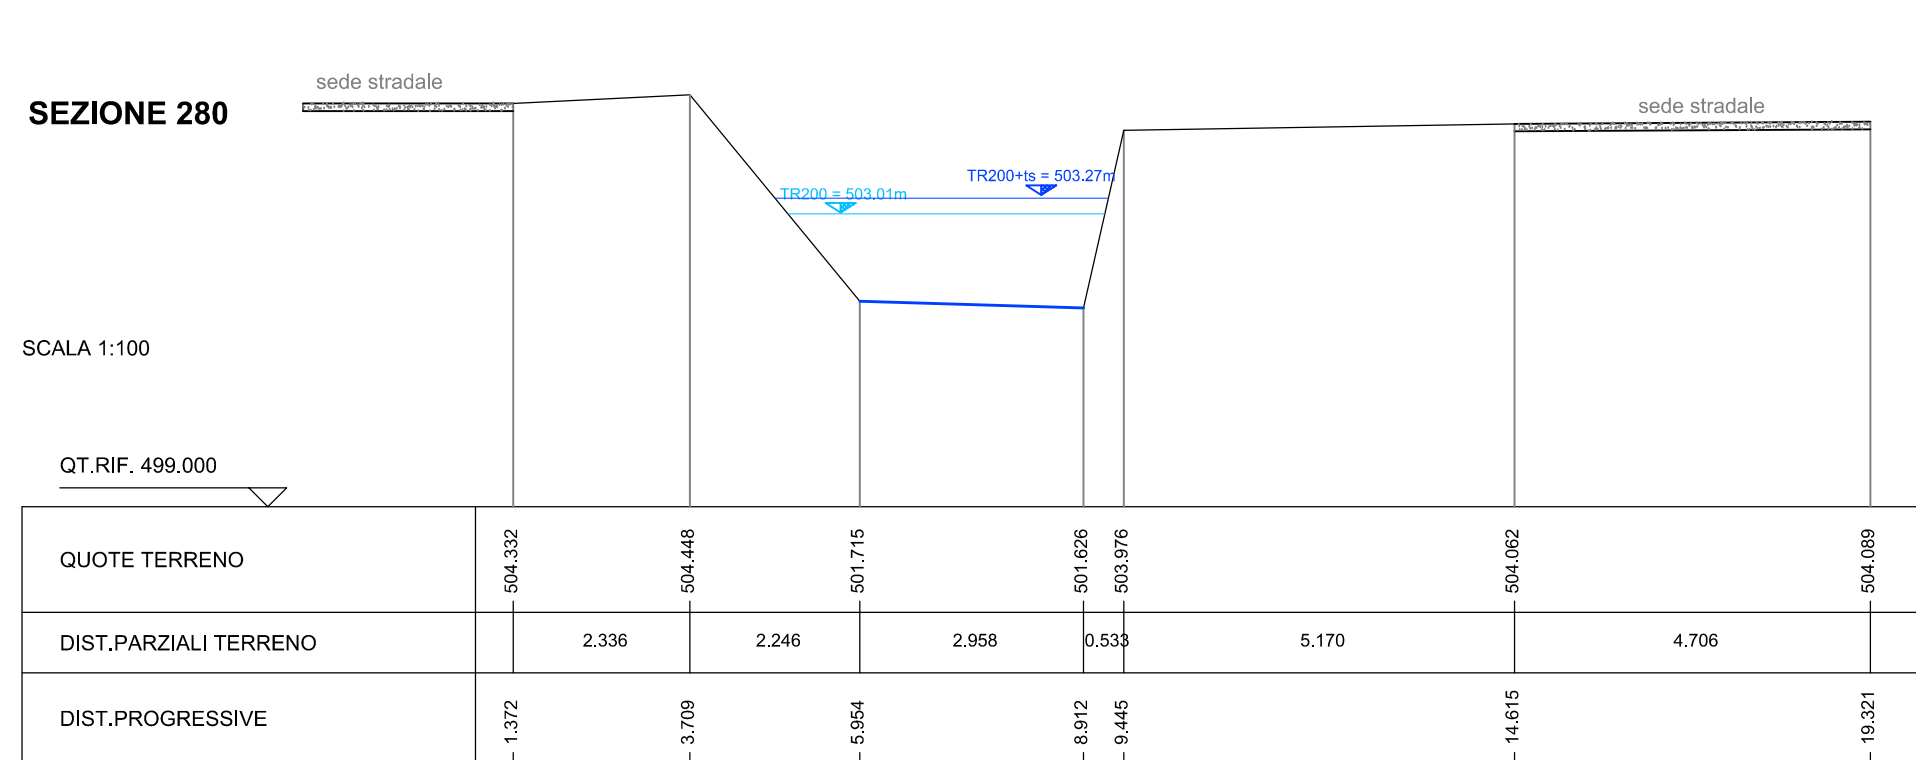 sede stradale
SEZIONE 280
sede stradale
TR200+ts = 503.27m
TR200 = 503.01m
SCALA 1:100
QT.RIF. 499.000
QUOTE TERRENO 504.332 504.448 501.715 501.626 503.976 504.062 504.089
DIST.PARZIALI TERRENO 2.336 2.246 2.958 0.533 5.170 4.706
DIST.PROGRESSIVE 1.372 3.709 5.954 8.912 9.445 14.615 19.321